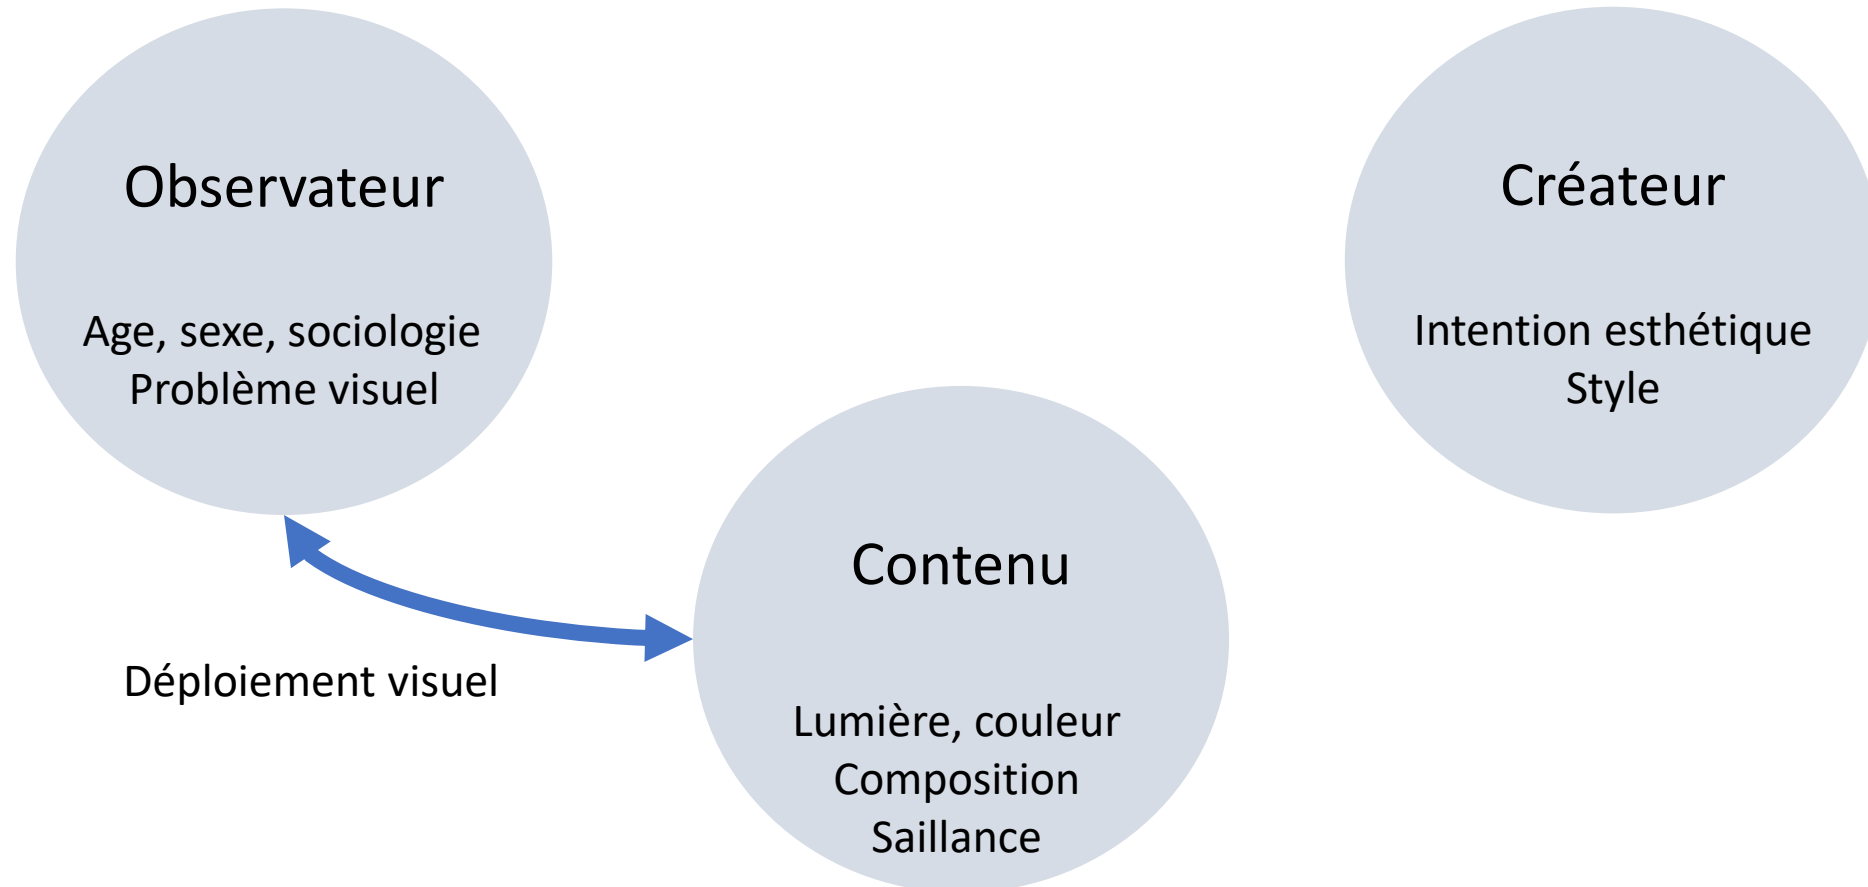 Observateur
Age, sexe, sociologie
Problème visuel
Créateur
Intention esthétique
Style
Déploiement visuel
Contenu
Lumière, couleur
Composition
Saillance